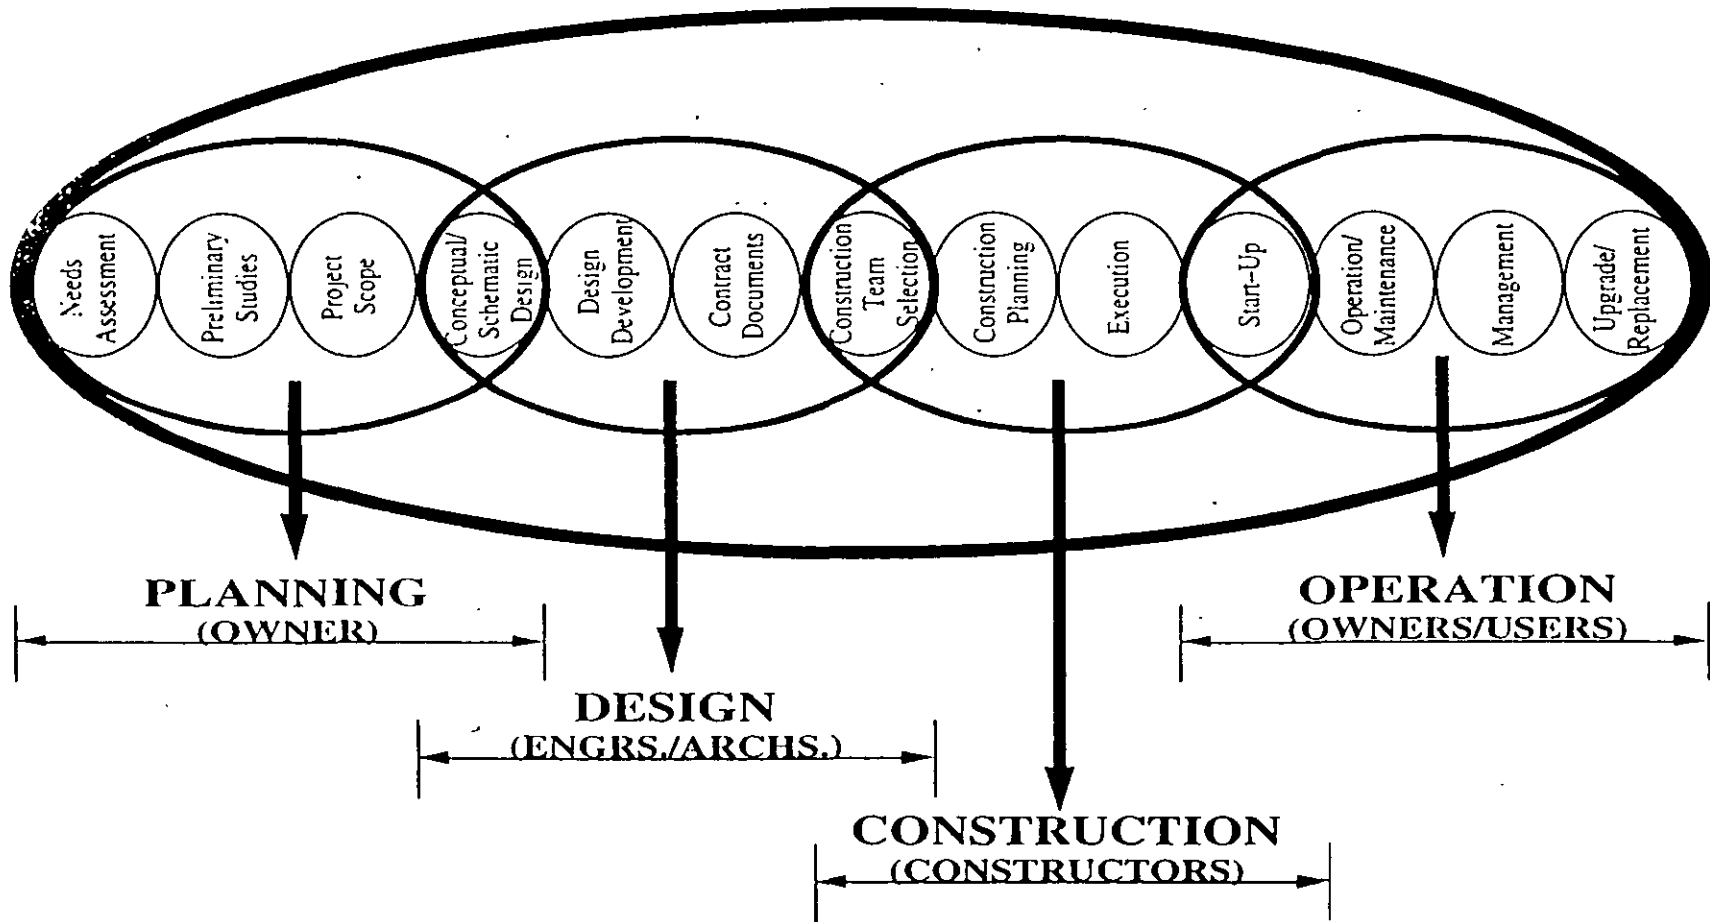 Needs
Assessment
Preliminary
Studies
Project
Scope
Conceptual/
Schematic
Design
Design
Development
Contract
Documents
Construction
Team
Selection
Construction
Planning
Execution
Start-Up
Operation/
Maintenance
Management
Upgrade/
Replacement
PLANNING
(OWNER)
DESIGN
(ENGRS./ARCHS.)
CONSTRUCTION
(CONSTRUCTORS)
OPERATION
(OWNERS/USERS)